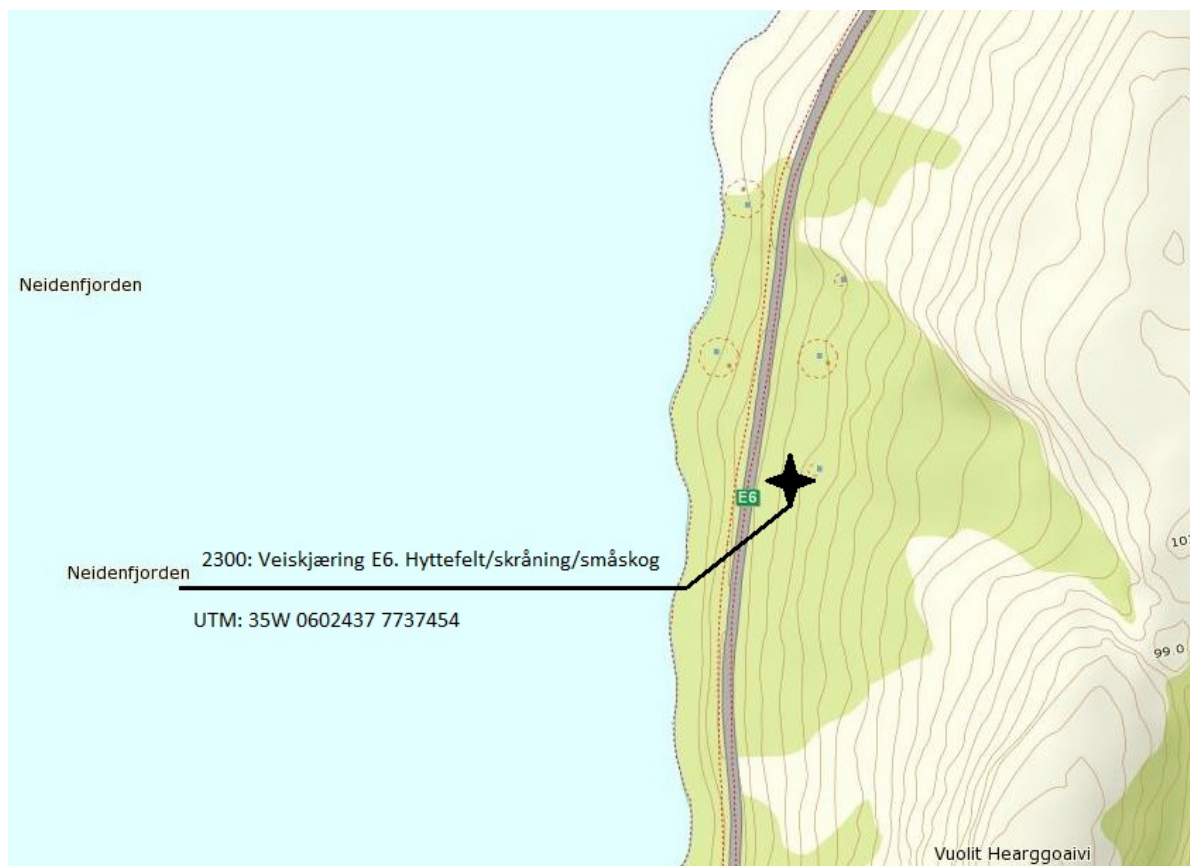 Neidenfjorden
E6
2300: Veiskjæring E6. Hyttefelt/skråning/småskog
Neidenfjorden
UTM: 35W 0602437 7737454
99.0
Vuolit Hearggoaivi